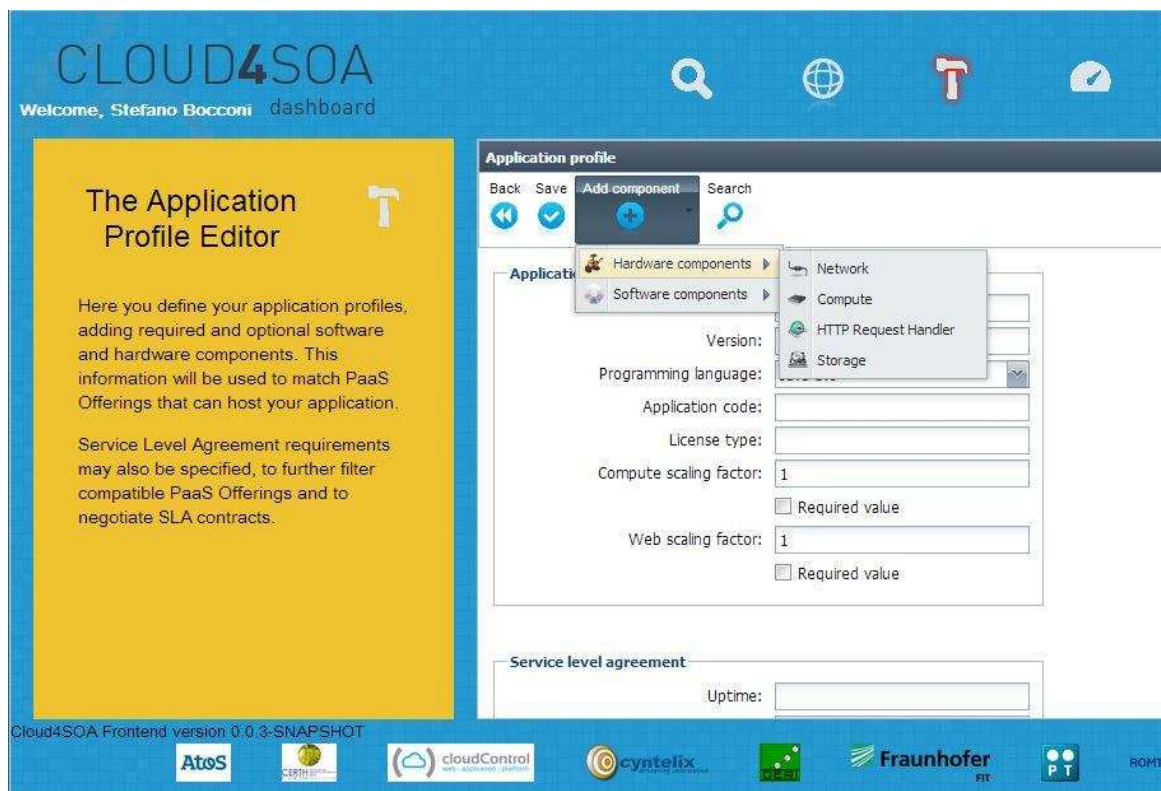 CLOUD4SOA
Welcome, Stefano Bocconi dashboard
The Application
Profile Editor
Here you define your application profiles,
adding required and optional software
and hardware components. This
information will be used to match PaaS
Offerings that can host your application.
Service Level Agreement requirements
may also be specified, to further filter
compatible PaaS Offerings and to
negotiate SLA contracts.
Application profile
Back Save Add component Search
Hardware components
Software components
Network
Compute
HTTP Request Handler
Storage
Version:
Programming language:
Application code:
License type:
Compute scaling factor: 1
Required value
Web scaling factor: 1
Required value
Service level agreement
Uptime:
Cloud4SOA Frontend version 0.0.3-SNAPSHOT
AtoS
CERTH
cloudControl
web · application · platform
cyntelix
Fraunhofer
FIT
PT